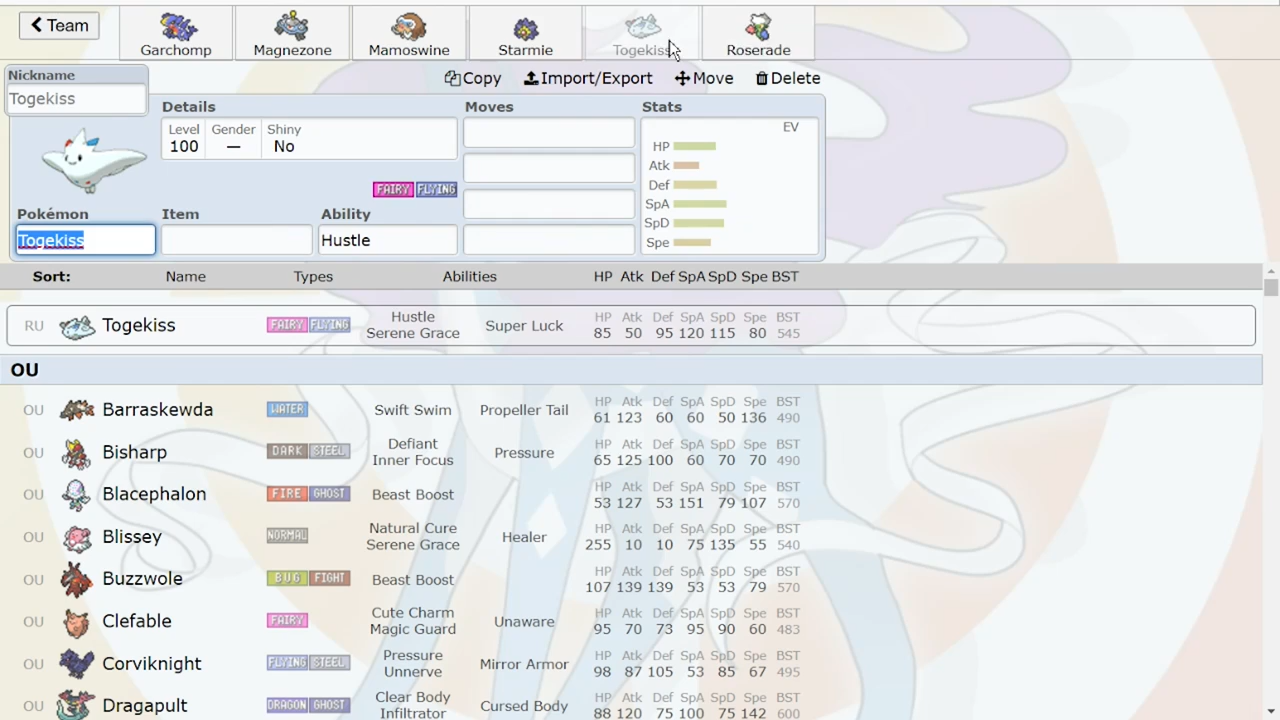 Team
Garchomp Magnezone Mamoswine Starmie Togekiss Roserade
Nickname
Togekiss
Copy Import/Export Move Delete
Details Moves Stats
Level Gender Shiny
100 — No
EV
HP
Atk
Def
SpA
SpD
Spe
FAIRY FLYING
Pokémon Item Ability
Togekiss Hustle
Sort: Name Types Abilities HP Atk Def SpA SpD Spe BST
RU Togekiss FAIRY FLYING Hustle Serene Grace Super Luck HP 85 Atk 50 Def 95 SpA 120 SpD 115 Spe 80 BST 545
OU
OU Barraskewda WATER Swift Swim Propeller Tail HP 61 Atk 123 Def 60 SpA 60 SpD 50 Spe 136 BST 490
OU Bisharp DARK STEEL Defiant Inner Focus Pressure HP 65 Atk 125 Def 100 SpA 60 SpD 70 Spe 70 BST 490
OU Blacephalon FIRE GHOST Beast Boost HP 53 Atk 127 Def 53 SpA 151 SpD 79 Spe 107 BST 570
OU Blissey NORMAL Natural Cure Serene Grace Healer HP 255 Atk 10 Def 10 SpA 75 SpD 135 Spe 55 BST 540
OU Buzzwole BUG FIGHT Beast Boost HP 107 Atk 139 Def 139 SpA 53 SpD 53 Spe 79 BST 570
OU Clefable FAIRY Cute Charm Magic Guard Unaware HP 95 Atk 70 Def 73 SpA 95 SpD 90 Spe 60 BST 483
OU Corviknight FLYING STEEL Pressure Unnerve Mirror Armor HP 98 Atk 87 Def 105 SpA 53 SpD 85 Spe 67 BST 495
OU Dragapult DRAGON GHOST Clear Body Infiltrator Cursed Body HP 88 Atk 120 Def 75 SpA 100 SpD 75 Spe 142 BST 600